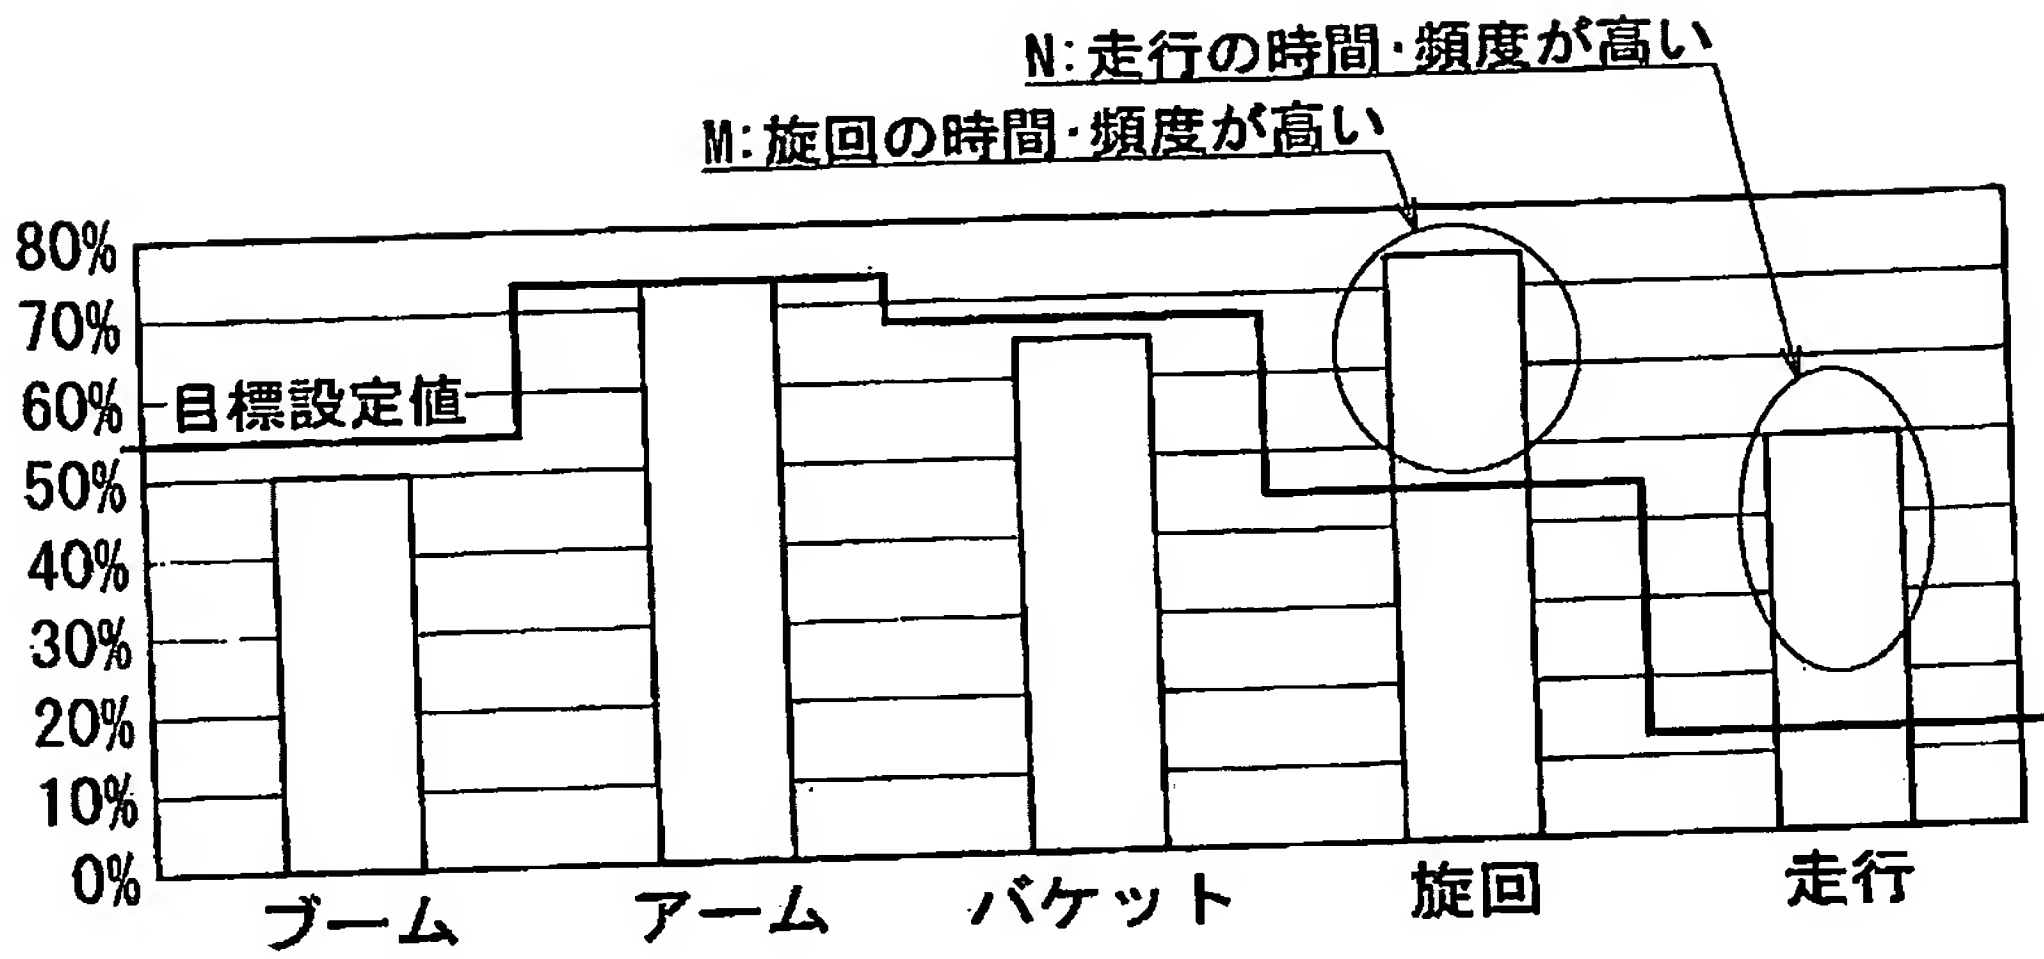 N:走行の時間・頻度が高い
M:旋回の時間・頻度が高い
80%
70%
60%
目標設定値
50%
40%
30%
20%
10%
0%
ブーム
アーム
バケット
旋回
走行